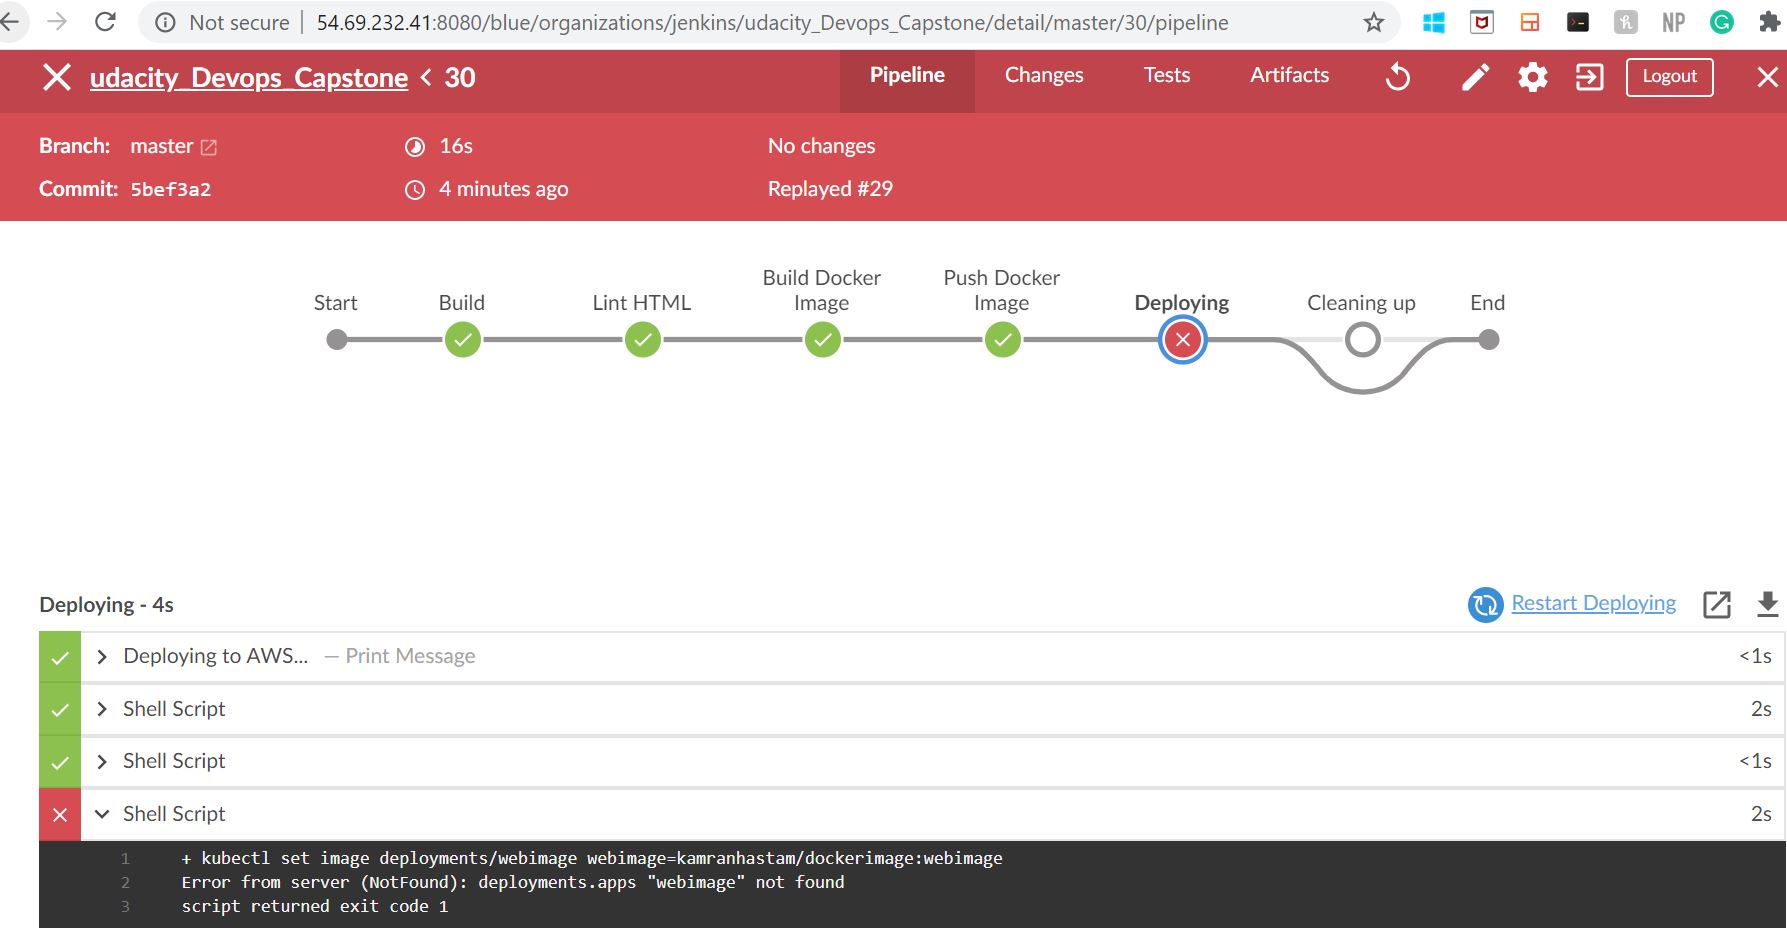 Not secure | 54.69.232.41:8080/blue/organizations/jenkins/udacity_Devops_Capstone/detail/master/30/pipeline
NP
udacity_Devops_Capstone < 30
Pipeline Changes Tests Artifacts Logout
Branch: master 16s No changes
Commit: 5bef3a2 4 minutes ago Replayed #29
Start Build Lint HTML Build Docker Image Push Docker Image Deploying Cleaning up End
Deploying - 4s Restart Deploying
Deploying to AWS... — Print Message <1s
Shell Script 2s
Shell Script <1s
Shell Script 2s
1 + kubectl set image deployments/webimage webimage=kamranhastam/dockerimage:webimage
2 Error from server (NotFound): deployments.apps "webimage" not found
3 script returned exit code 1